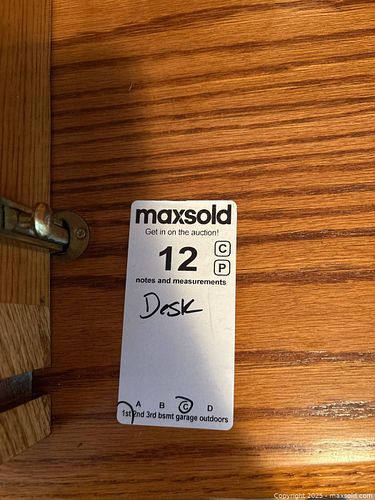 maxsold
Get in on the auction!
12 C
P
notes and measurements
Desk
A B C D
1st 2nd 3rd bsmt garage outdoors
Copyright 2025 - maxsold.com